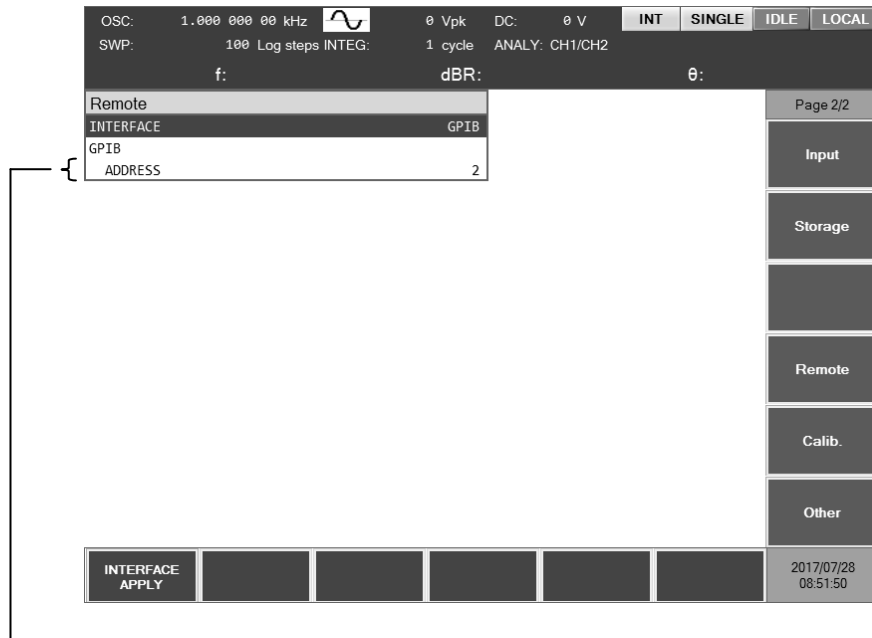 OSC: 1.000 000 00 kHz 0 Vpk DC: 0 V INT SINGLE IDLE LOCAL
SWP: 100 Log steps INTEG: 1 cycle ANALY: CH1/CH2
f: dBR: θ:
Remote
INTERFACE GPIB
GPIB
ADDRESS 2
Page 2/2
Input
Storage
Remote
Calib.
Other
INTERFACE
APPLY
2017/07/28
08:51:50